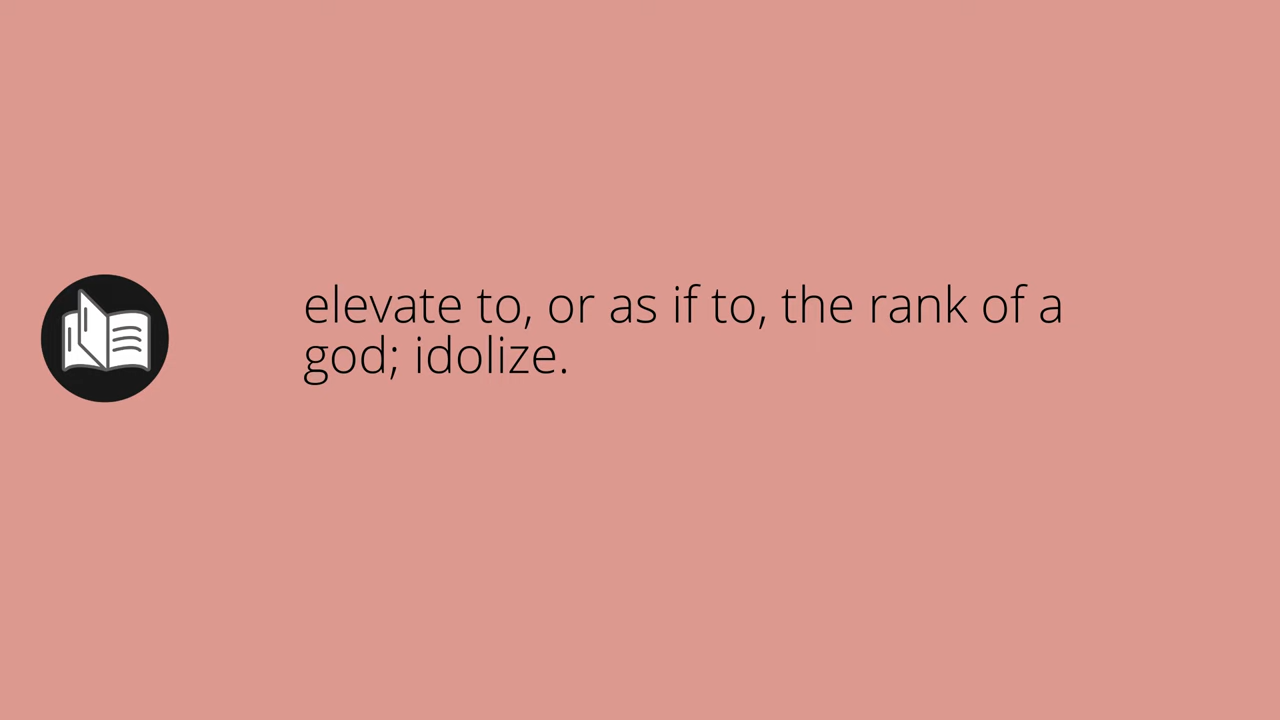 elevate to, or as if to, the rank of a
god; idolize.